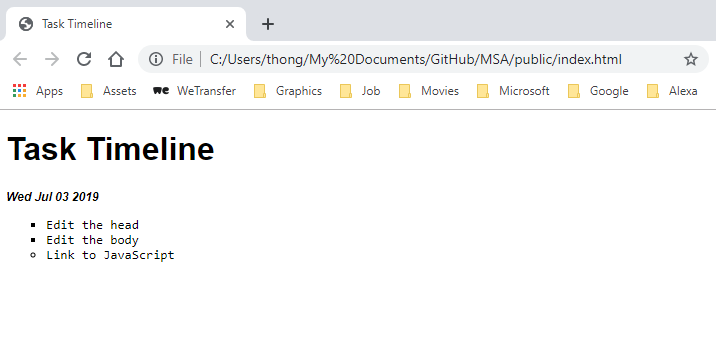 Task Timeline
File C:/Users/thong/My%20Documents/GitHub/MSA/public/index.html
Apps Assets WeTransfer Graphics Job Movies Microsoft Google Alexa
Task Timeline
Wed Jul 03 2019
Edit the head
Edit the body
Link to JavaScript